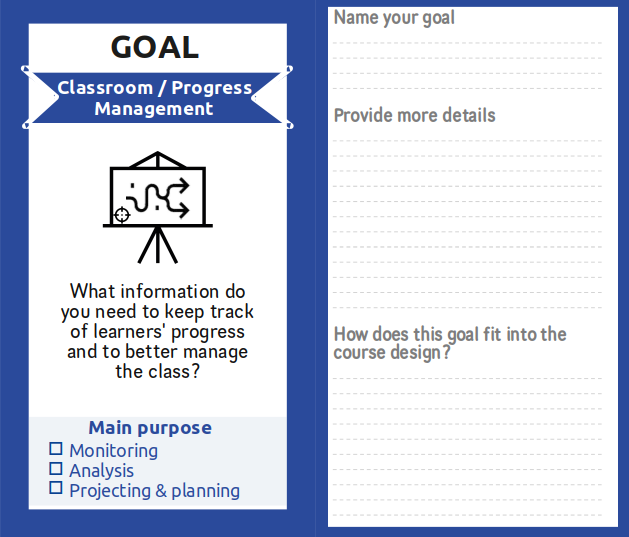 GOAL
Classroom / Progress
Management
What information do
you need to keep track
of learners' progress
and to better manage
the class?
Main purpose
Monitoring
Analysis
Projecting & planning
Name your goal
Provide more details
How does this goal fit into the
course design?